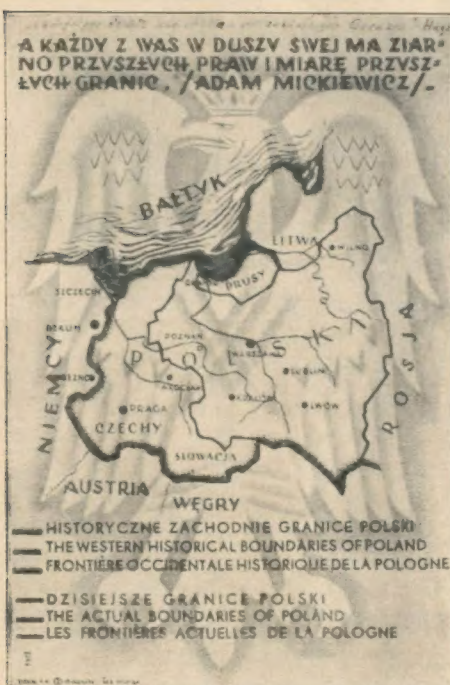 A KAŻDY Z WAS W DUSZY SWEJ MA ZIAR-
NO PRZYSZŁYCH PRAW I MIARĘ PRZYSZ-
ŁYCH GRANIC." /ADAM MICKIEWICZ/-
BAŁTYK
LITWA
WILNO
PRUSY
SZCZECIN
BERLIN
NIEMCY
POZNAŃ
WARSZAWA
P O S K A
ROSJA
LUBLIN
KRAKÓW
LWÓW
PRAGA
CZECHY
SŁOWACJA
AUSTRIA
WĘGRY
HISTORYCZNE ZACHODNIE GRANICE POLSKI
THE WESTERN HISTORICAL BOUNDARIES OF POLAND
FRONTIÈRE OCCIDENTALE HISTORIQUE DE LA POLOGNE
DZISIEJSZE GRANICE POLSKI
THE ACTUAL BOUNDARIES OF POLAND
LES FRONTIÈRES ACTUELLES DE LA POLOGNE